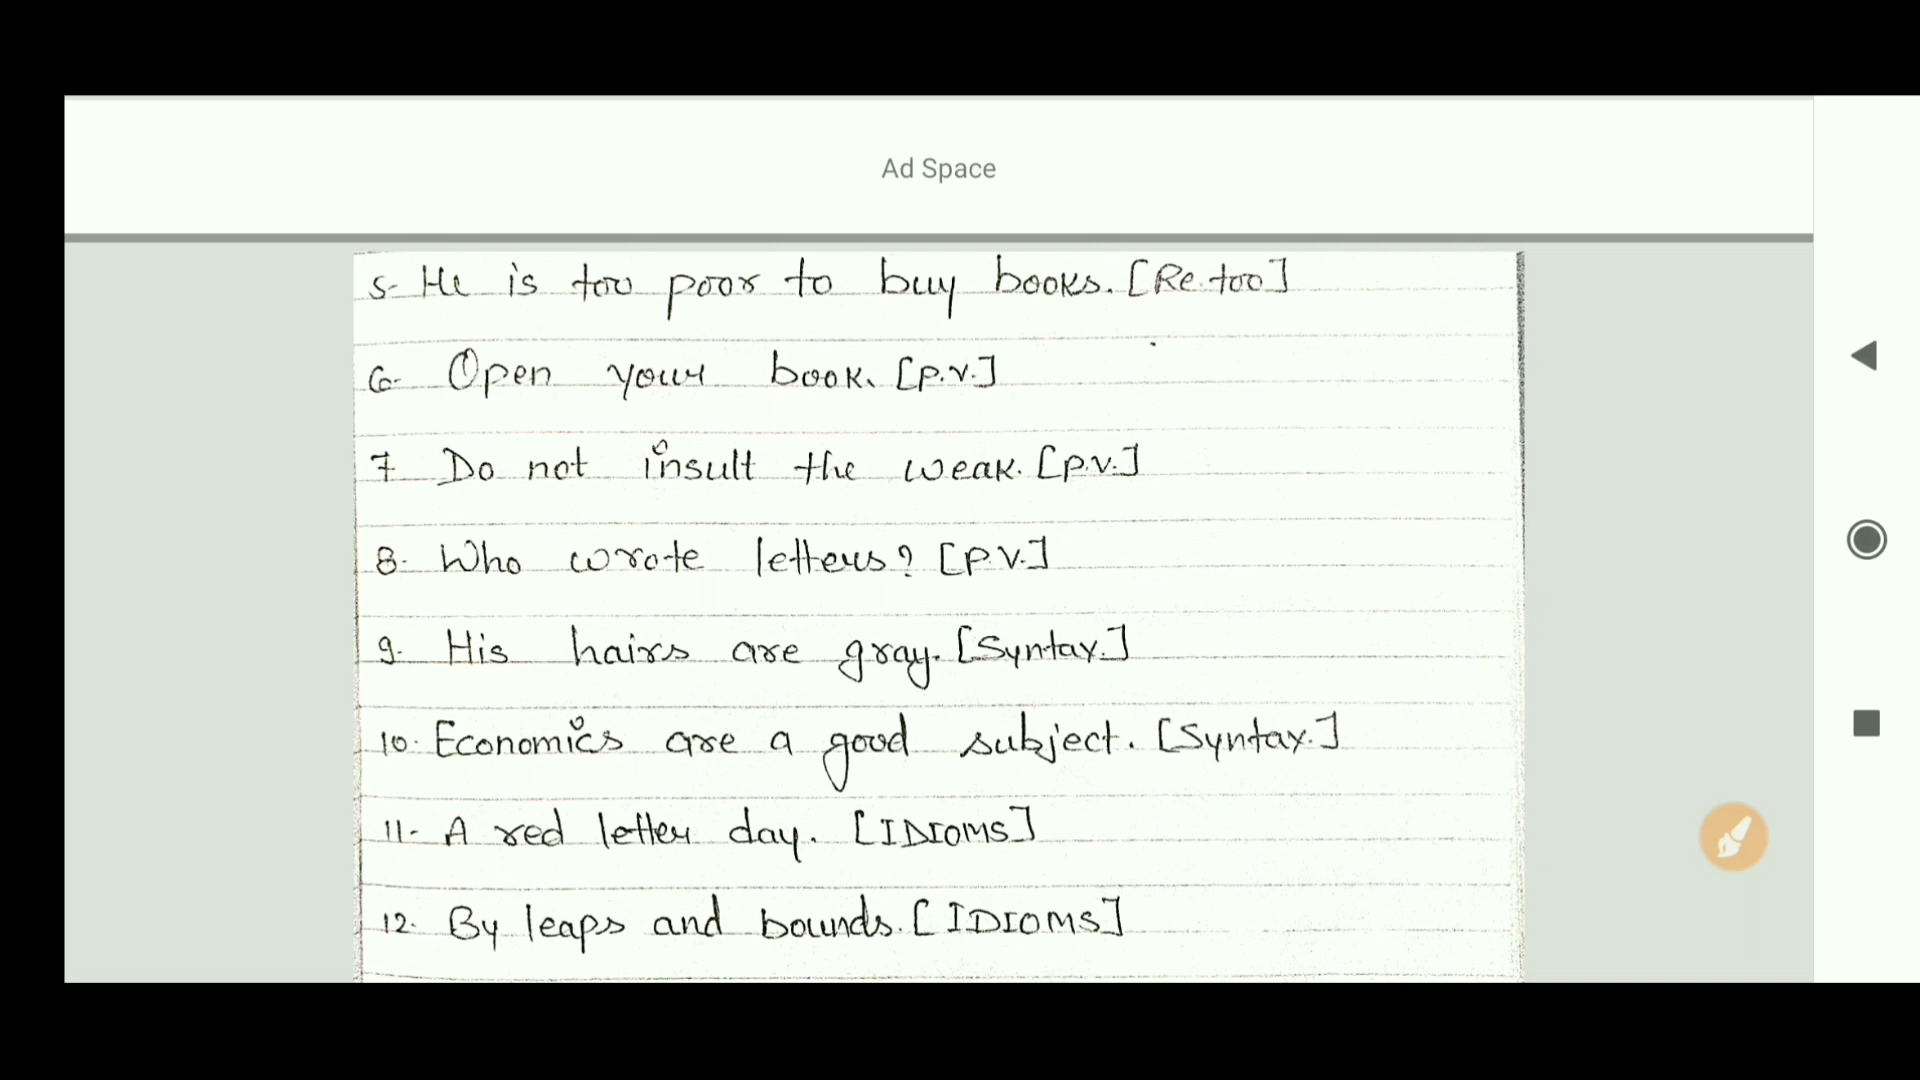 Ad Space
5- He is too poor to buy books. [Re. too]
6- Open your book. [P.V.]
7. Do not insult the weak. [P.V.]
8. Who wrote letters? [P.V.]
9. His hairs are gray. [Syntax.]
10. Economics are a good subject. [Syntax.]
11- A red letter day. [IDIOMS]
12. By leaps and bounds. [IDIOMS]